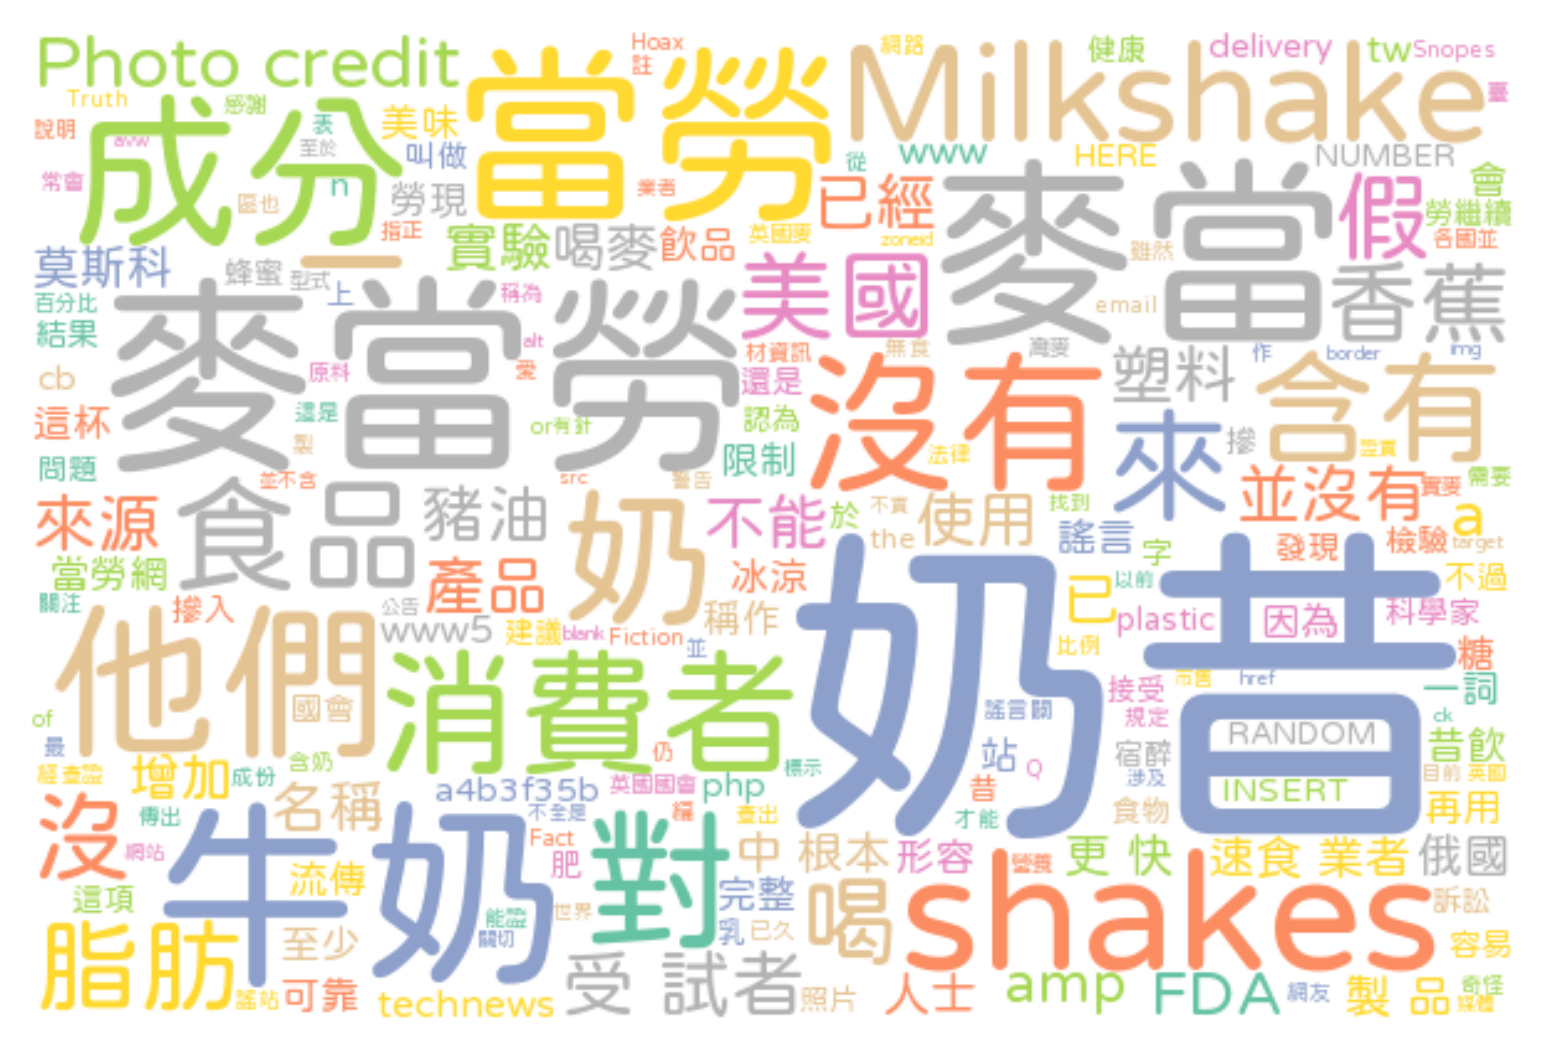 Photo credit
Hoax
註
網路
健康
delivery
tw
Snopes
當勞
Milkshake
Truth
感謝
成分
表
美味
臺
說明
avw
至於
叫做
從
www
HERE
NUMBER
常會
n
勞現
業者
已經
麥當
假
會
區也
指正
勞繼續
實驗
喝麥
飲品
英國要
zoneid
雖然
各國並
莫斯科
蜂蜜
型式
一
上
稱為
美國
香蕉
百分比
麥當勞
email
結果
alt
材資訊
無食
灣要
作
border
img
cb
原料
愛
還是
沒有
塑料
含有
這杯
這是
or有針
認為
來
製
限制
法律
摻
證實
問題
並不含
src
警告
並沒有
實麥
需要
來源
食品
豬油
奶
不能
於
不實
使用
找到
a
the
謠言
字
發現
檢驗
target
當勞網
產品
冰涼
奶昔
已
以前
不過
關注
摻入
公告
稱作
plastic
因為
科學家
他們
www5
建議
blank
Fiction
並
比例
消費者
糖
國會
接受
市售
href
一詞
of
謠言關
規定
ck
最
仍
站
Q
宿醉
RANDOM
昔飲
經查證
增加
成份
含奶
標示
涉及
目前
英國
a4b3f35b
英國國會
php
昔
INSERT
名稱
食物
再用
沒
傳出
牛奶
不全是
編
查出
才能
網站
Fact
對
中
根本
形容
營養
更快
速食業者
俄國
流傳
肥
shakes
這項
能證
世界
完整
喝
訴訟
脂肪
至少
關切
乳
已久
容易
受試者
謠站
可靠
technews
照片
人士
amp
FDA
網友
製品
奇怪
媒體